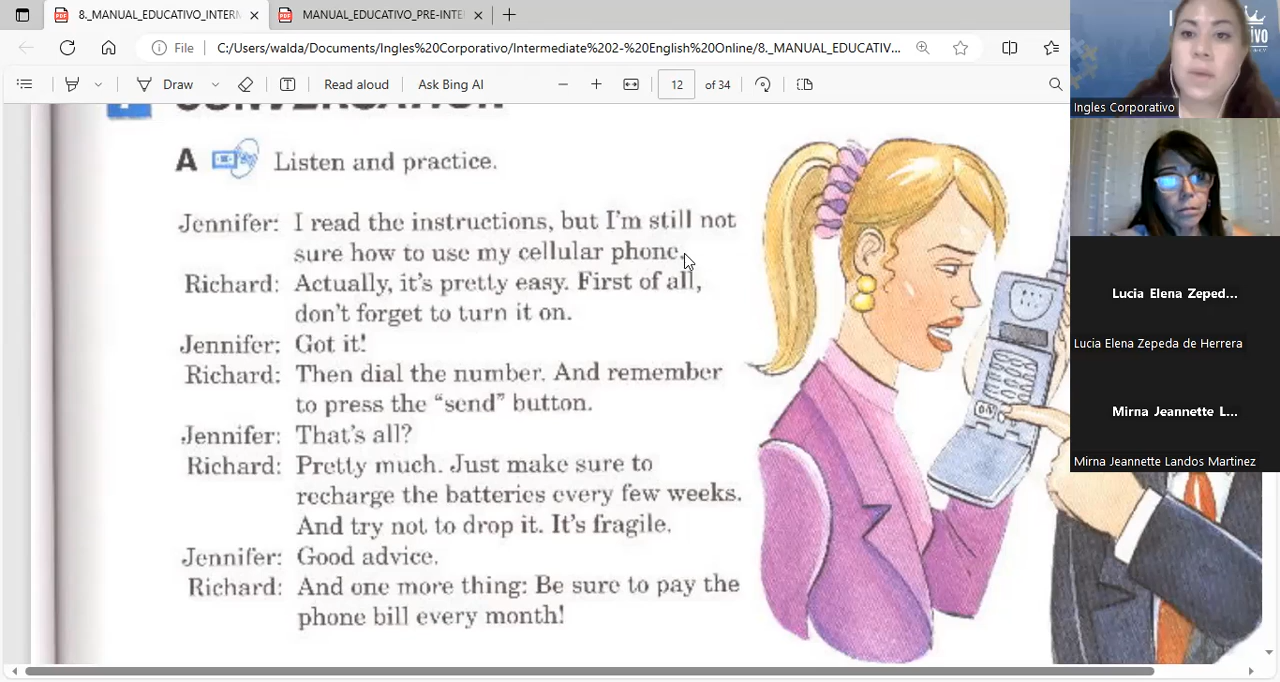 8._MANUAL_EDUCATIVO_INTERM
MANUAL_EDUCATIVO_PRE-INTE
File
C:/Users/walda/Documents/Ingles%20Corporativo/Intermediate%202-%20English%20Online/8._MANUAL_EDUCATIV...
Draw
Read aloud
Ask Bing AI
12
of 34
CONVERSATION
A
Listen and practice.
Jennifer: I read the instructions, but I'm still not
sure how to use my cellular phone.
Richard: Actually, it's pretty easy. First of all,
don't forget to turn it on.
Jennifer: Got it!
Richard: Then dial the number. And remember
to press the “send” button.
Jennifer: That's all?
Richard: Pretty much. Just make sure to
recharge the batteries every few weeks.
And try not to drop it. It's fragile.
Jennifer: Good advice.
Richard: And one more thing: Be sure to pay the
phone bill every month!
ON
Ingles Corporativo
Lucia Elena Zeped...
Lucia Elena Zepeda de Herrera
Mirna Jeannette L...
Mirna Jeannette Landos Martinez